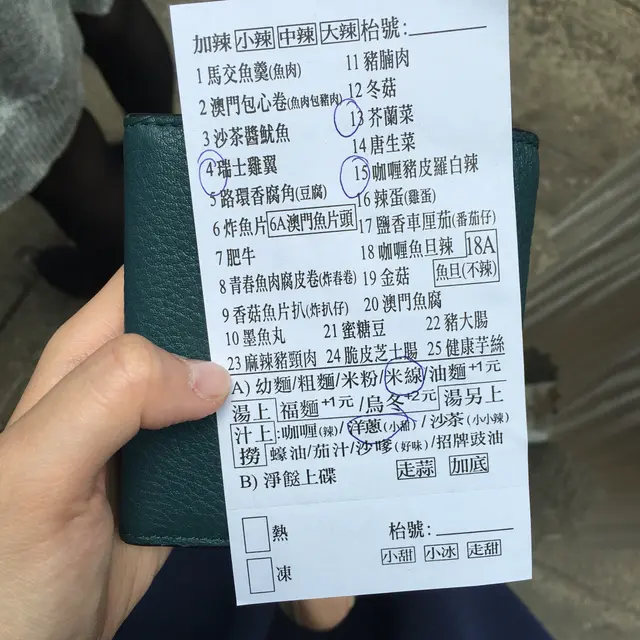 加辣 小辣 中辣 大辣 枱號:
1 馬交魚羹(魚肉) 11 豬腩肉
2 澳門包心卷(魚肉包豬肉) 12 冬菇
3 沙茶醬魷魚 13 芥蘭菜
4 瑞士雞翼 14 唐生菜
5 路環香腐角(豆腐) 15 咖喱豬皮羅白辣
6 炸魚片 6A澳門魚片頭 16 辣蛋(雞蛋)
7 肥牛 17 鹽香車厘茄(番茄仔)
8 青春魚肉腐皮卷(炸春卷) 18 咖喱魚旦辣 18A 魚旦(不辣)
9 香菇魚片扒(炸扒仔) 19 金菇
10 墨魚丸 20 澳門魚腐
21 蜜糖豆 22 豬大腸
23 麻辣豬頸肉 24 脆皮芝士腸 25 健康芋絲
A) 幼麵/粗麵/米粉/米線/油麵+1元
湯上 福麵+1元 /烏冬+2元 湯另上
汁上:咖喱(辣)/洋蔥(小甜)/沙茶(小小辣)
撈 蠔油/茄汁/沙嗲(好味)/招牌豉油
B) 淨餸上碟 走蒜 加底
熱 枱號:
凍 小甜 小冰 走甜